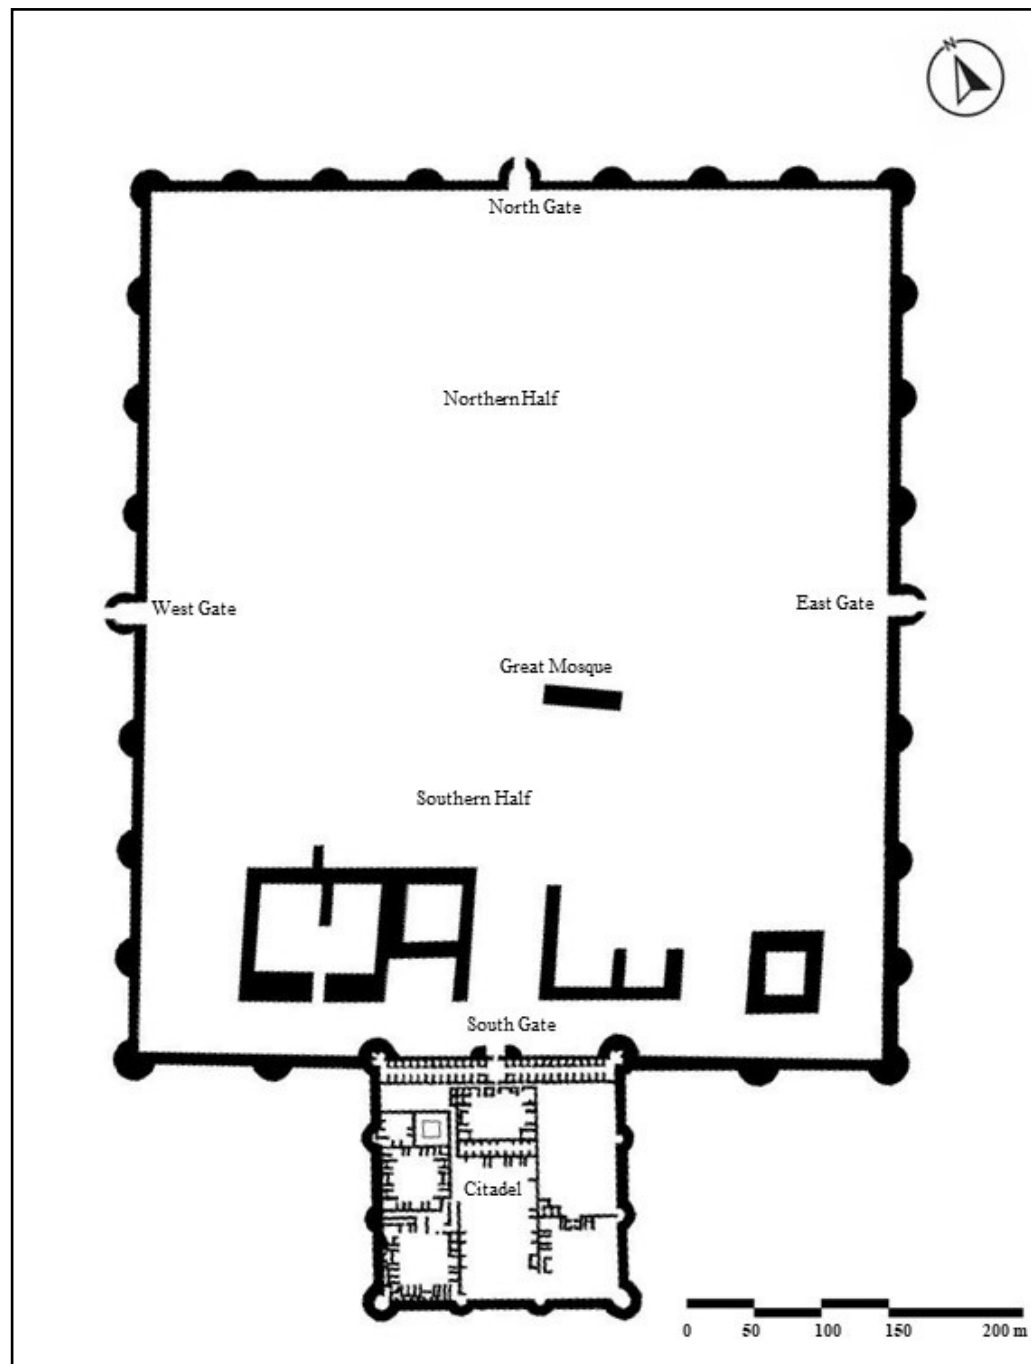 N
North Gate
Northern Half
West Gate
East Gate
Great Mosque
Southern Half
South Gate
Citadel
0 50 100 150 200 m